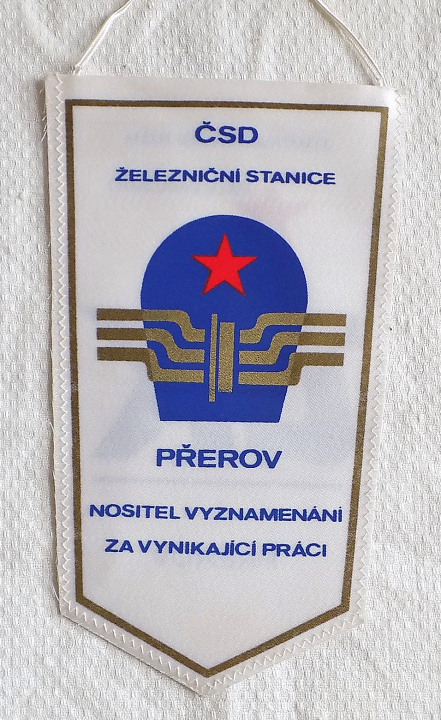 ČSD
ŽELEZNIČNÍ STANICE
PŘEROV
NOSITEL VYZNAMENÁNÍ
ZA VYNIKAJÍCÍ PRÁCI